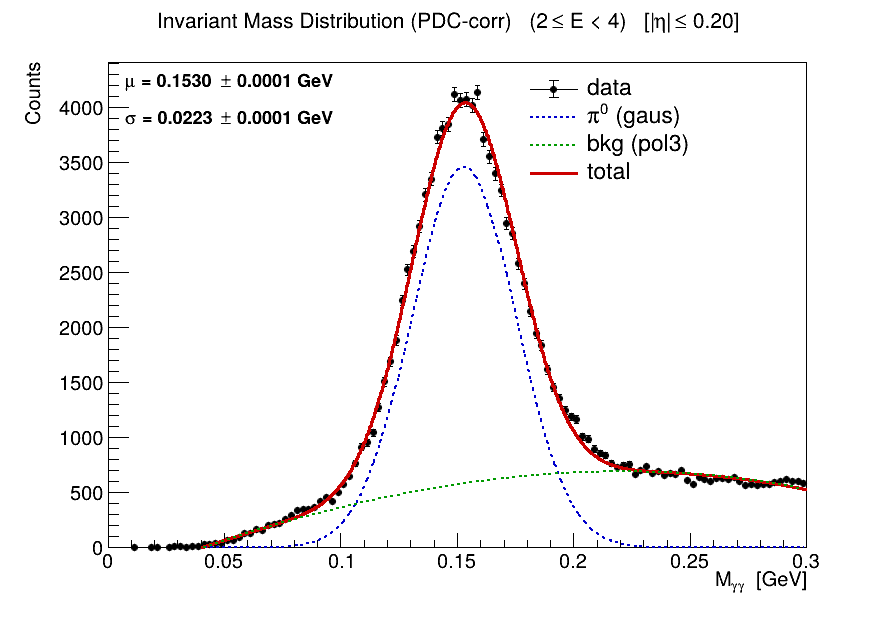 Invariant Mass Distribution (PDC-corr) (2 ≤ E < 4) [|η| ≤ 0.20]
Counts
μ = 0.1530 ± 0.0001 GeV
σ = 0.0223 ± 0.0001 GeV
data
π⁰ (gaus)
bkg (pol3)
total
4000
3500
3000
2500
2000
1500
1000
500
0
0 0.05 0.1 0.15 0.2 0.25 0.3
M_γγ [GeV]